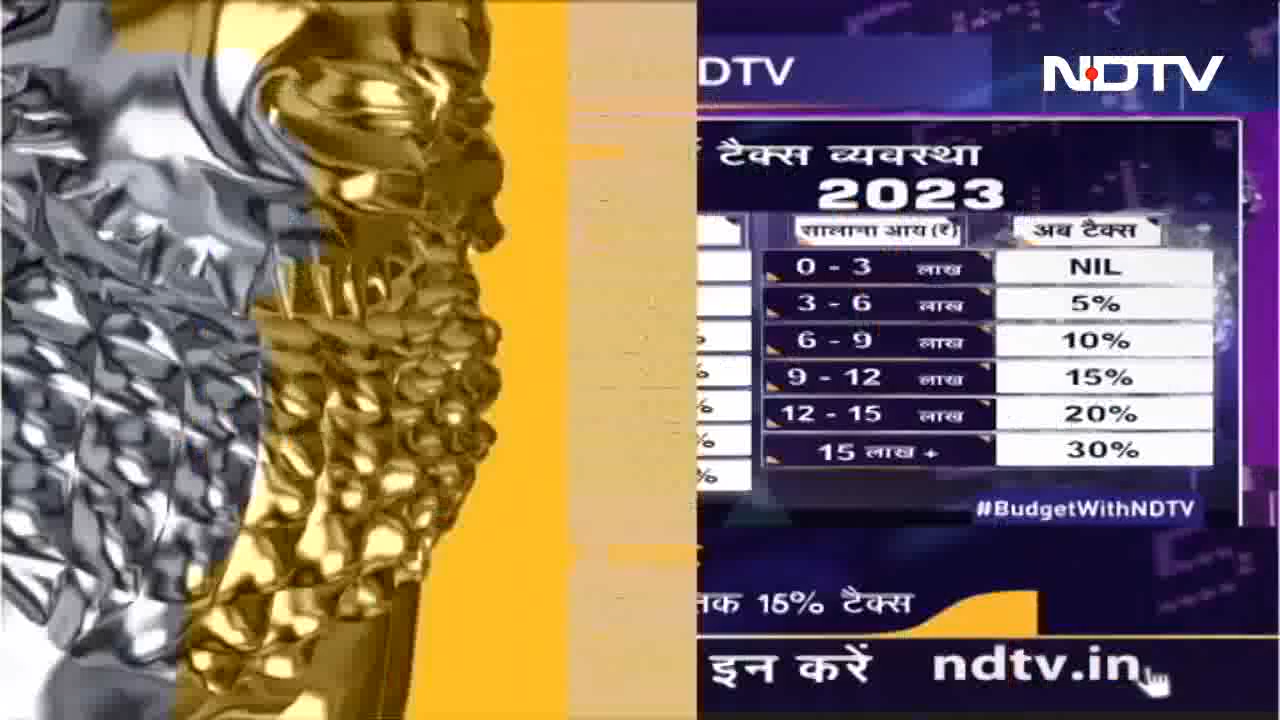 DTV
NDTV
टैक्स व्यवस्था
2023
सालाना आय (₹) अब टैक्स
0 - 3 लाख NIL
3 - 6 लाख 5%
6 - 9 लाख 10%
9 - 12 लाख 15%
12 - 15 लाख 20%
15 लाख + 30%
#BudgetWithNDTV
तक 15% टैक्स
इन करें ndtv.in